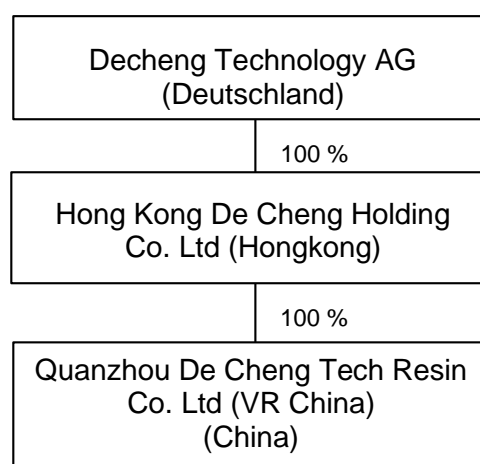 Decheng Technology AG
(Deutschland)
100 %
Hong Kong De Cheng Holding
Co. Ltd (Hongkong)
100 %
Quanzhou De Cheng Tech Resin
Co. Ltd (VR China)
(China)